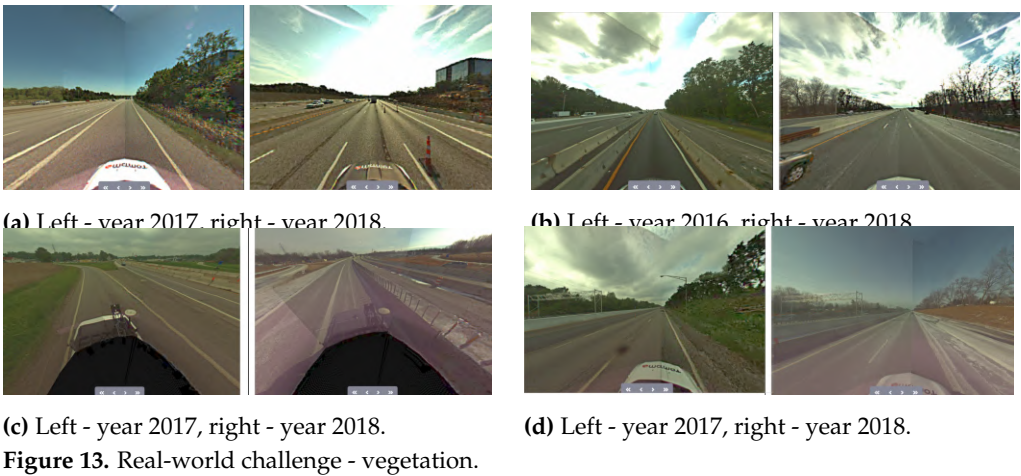 (a) Left - year 2017, right - year 2018.
(b) Left - year 2016, right - year 2018
(c) Left - year 2017, right - year 2018.
(d) Left - year 2017, right - year 2018.
Figure 13. Real-world challenge - vegetation.